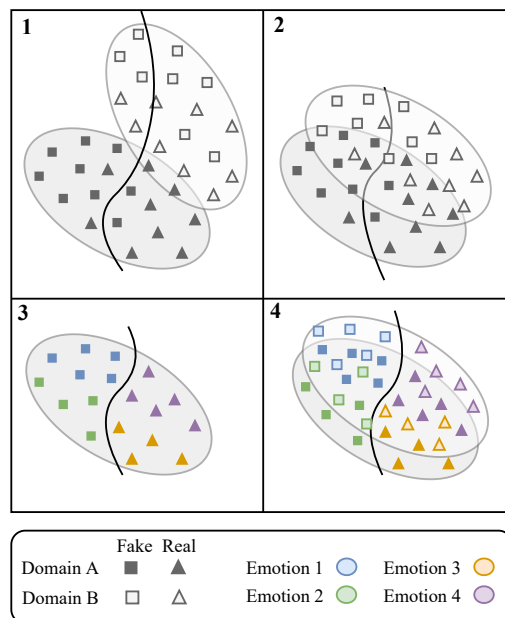 1
2
3
4
Fake Real
Domain A
Domain B
Emotion 1
Emotion 2
Emotion 3
Emotion 4